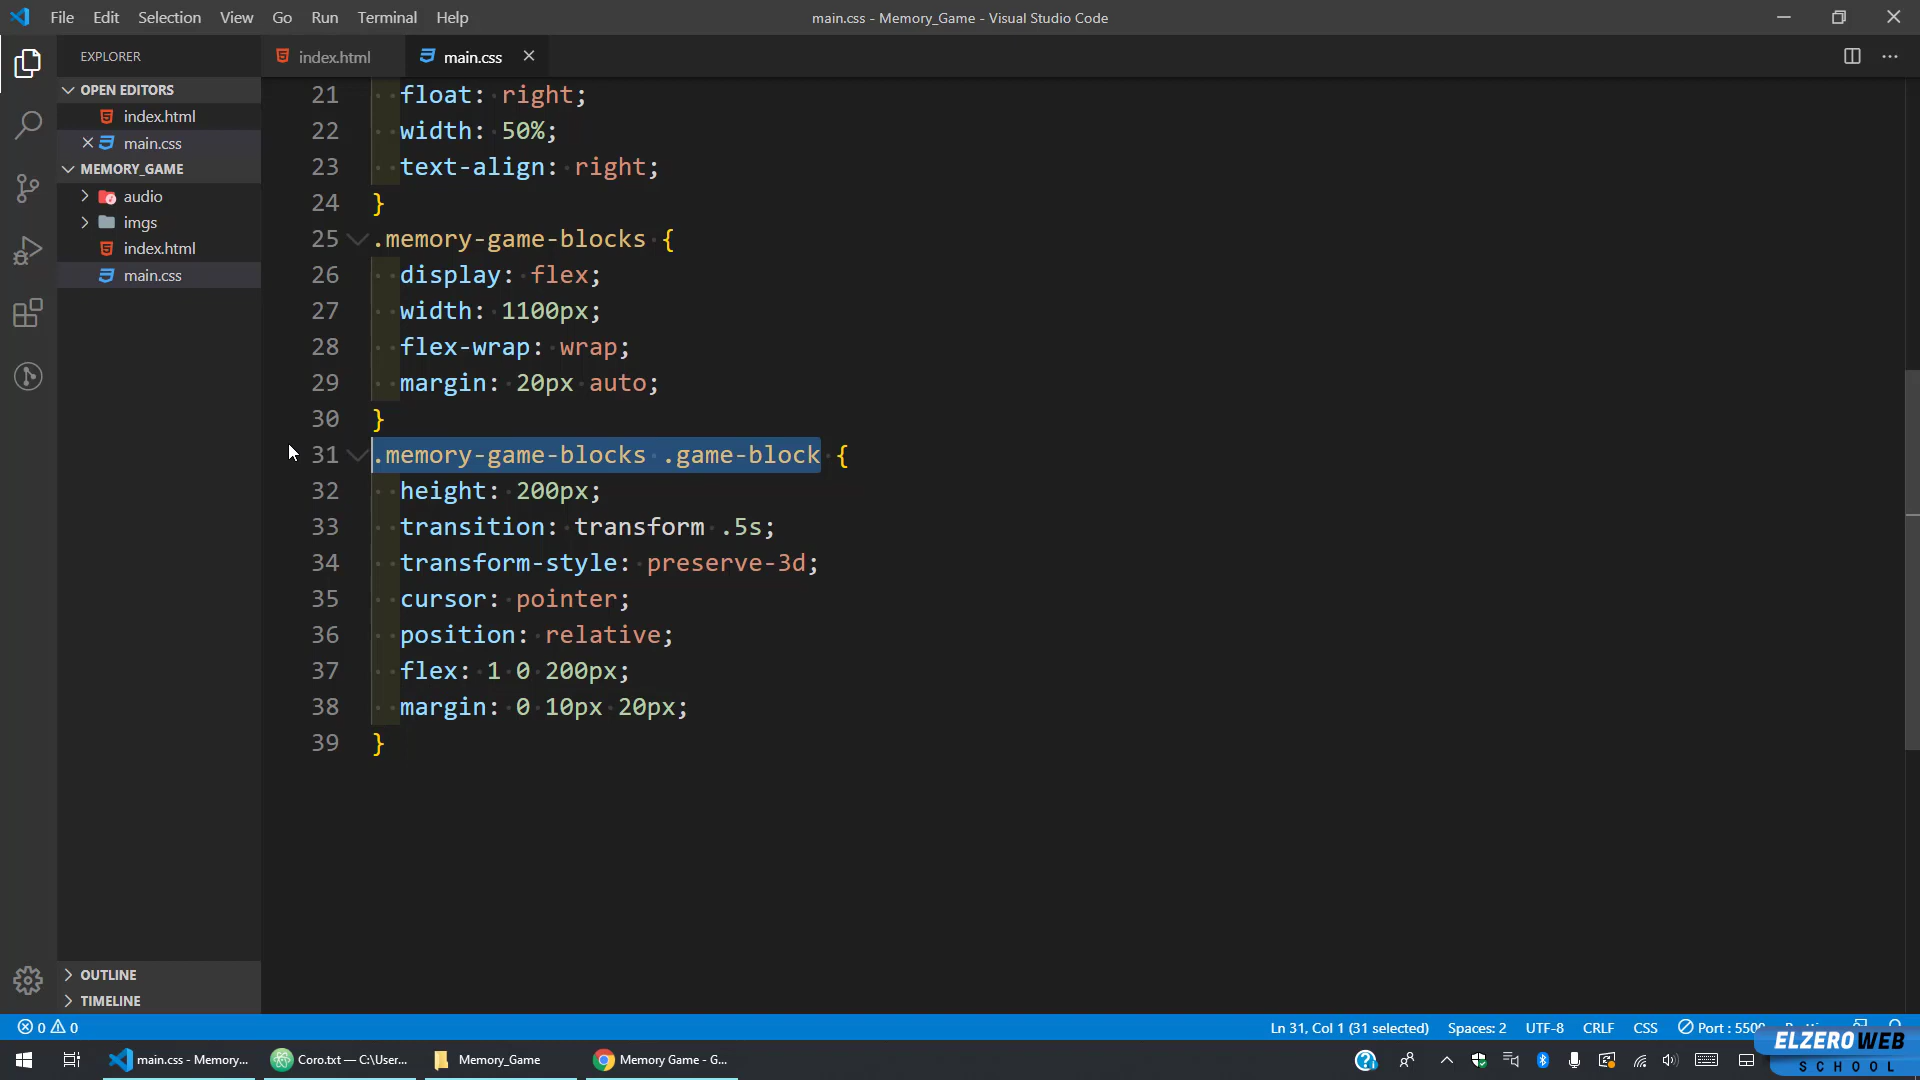 File Edit Selection View Go Run Terminal Help
main.css - Memory_Game - Visual Studio Code
EXPLORER
index.html
main.css
OPEN EDITORS
index.html
main.css
MEMORY_GAME
audio
imgs
index.html
main.css
21 float: right;
22 width: 50%;
23 text-align: right;
24 }
25 .memory-game-blocks {
26 display: flex;
27 width: 1100px;
28 flex-wrap: wrap;
29 margin: 20px auto;
30 }
31 .memory-game-blocks .game-block {
32 height: 200px;
33 transition: transform .5s;
34 transform-style: preserve-3d;
35 cursor: pointer;
36 position: relative;
37 flex: 1 0 200px;
38 margin: 0 10px 20px;
39 }
OUTLINE
TIMELINE
0 0
Ln 31, Col 1 (31 selected) Spaces: 2 UTF-8 CRLF CSS Port : 5500
ELZEROWEB
SCHOOL
main.css - Memory... Coro.txt — C:\User... Memory_Game Memory Game - G...